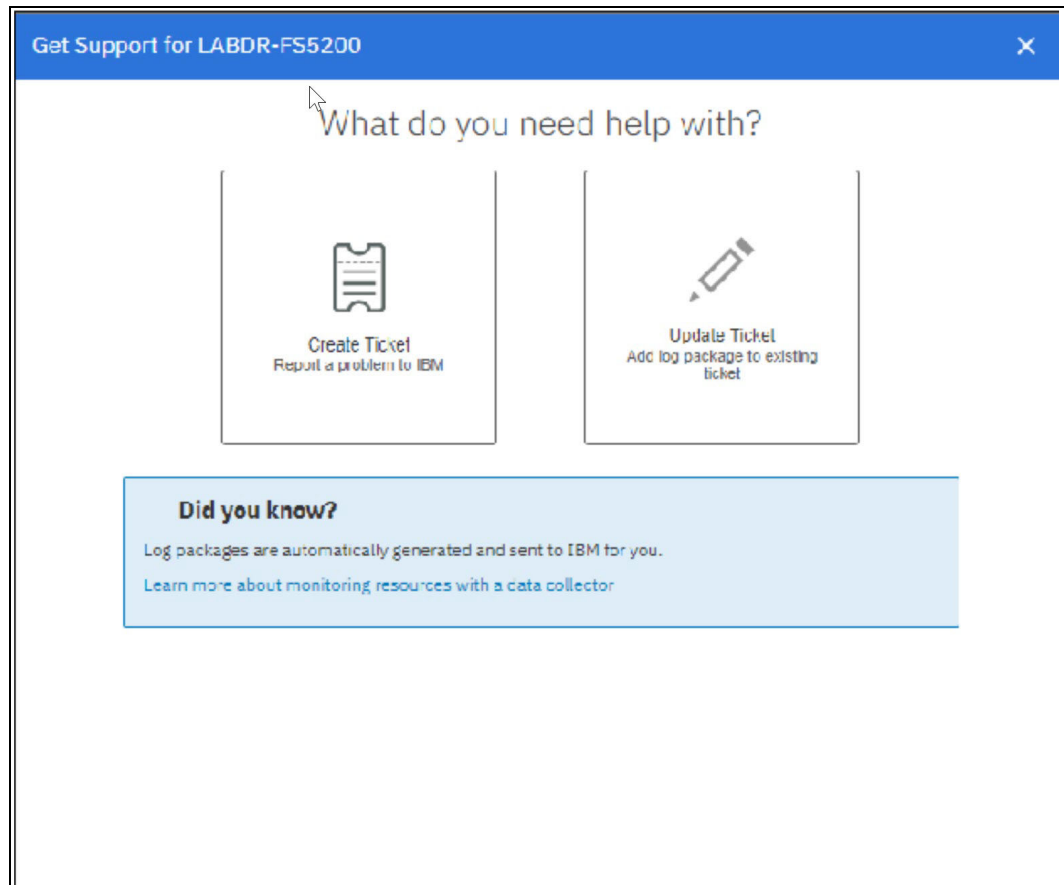 Get Support for LABDR-FS5200
What do you need help with?
Create Ticket
Report a problem to IBM
Update Ticket
Add log package to existing
ticket
Did you know?
Log packages are automatically generated and sent to IBM for you.
Learn more about monitoring resources with a data collector